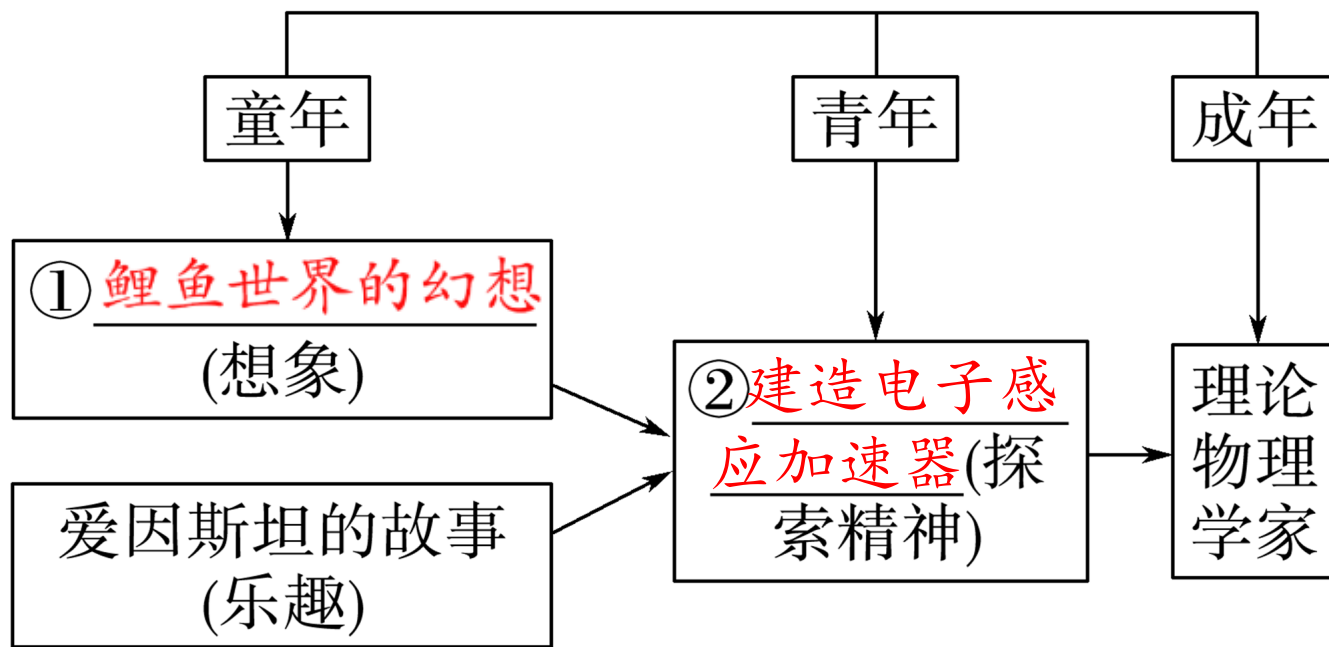 童年
青年
成年
①鲤鱼世界的幻想
(想象)
爱因斯坦的故事
(乐趣)
②建造电子感
应加速器(探
索精神)
理论
物理
学家